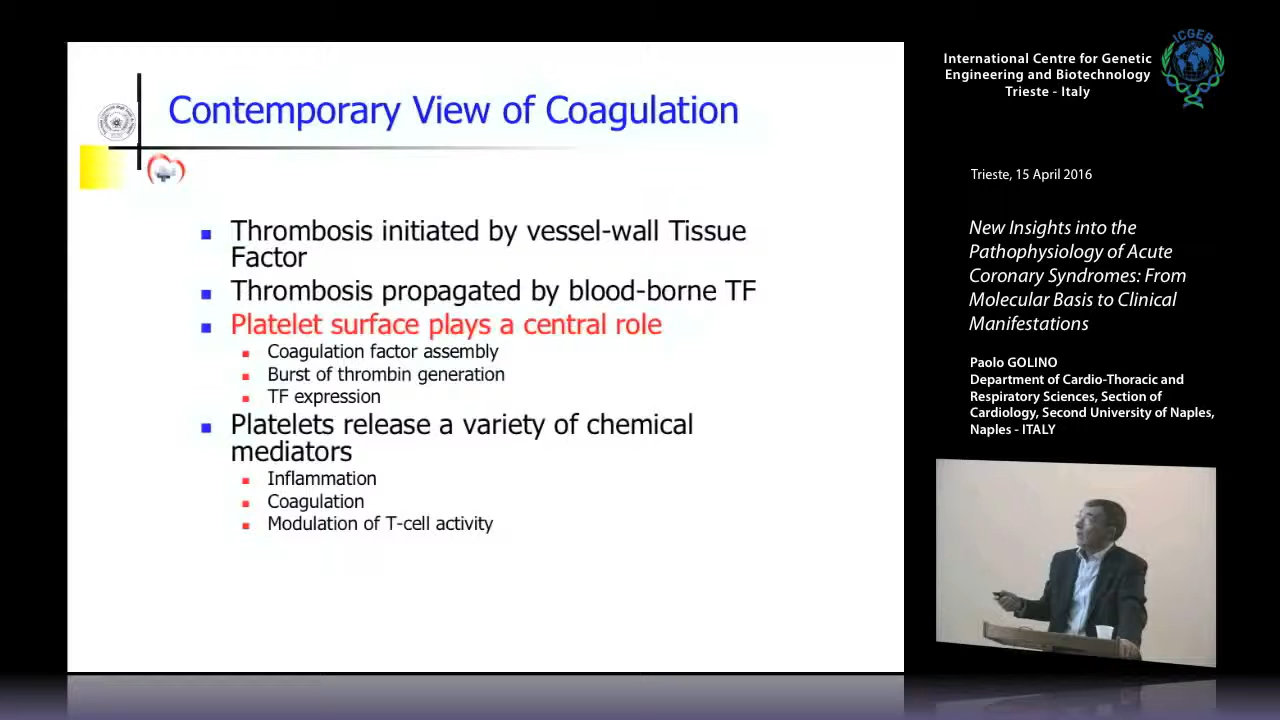 Contemporary View of Coagulation
Thrombosis initiated by vessel-wall Tissue
Factor
Thrombosis propagated by blood-borne TF
Platelet surface plays a central role
Coagulation factor assembly
Burst of thrombin generation
TF expression
Platelets release a variety of chemical
mediators
Inflammation
Coagulation
Modulation of T-cell activity
International Centre for Genetic
Engineering and Biotechnology
Trieste - Italy
ICGEB
Trieste, 15 April 2016
New Insights into the
Pathophysiology of Acute
Coronary Syndromes: From
Molecular Basis to Clinical
Manifestations
Paolo GOLINO
Department of Cardio-Thoracic and
Respiratory Sciences, Section of
Cardiology, Second University of Naples,
Naples - ITALY